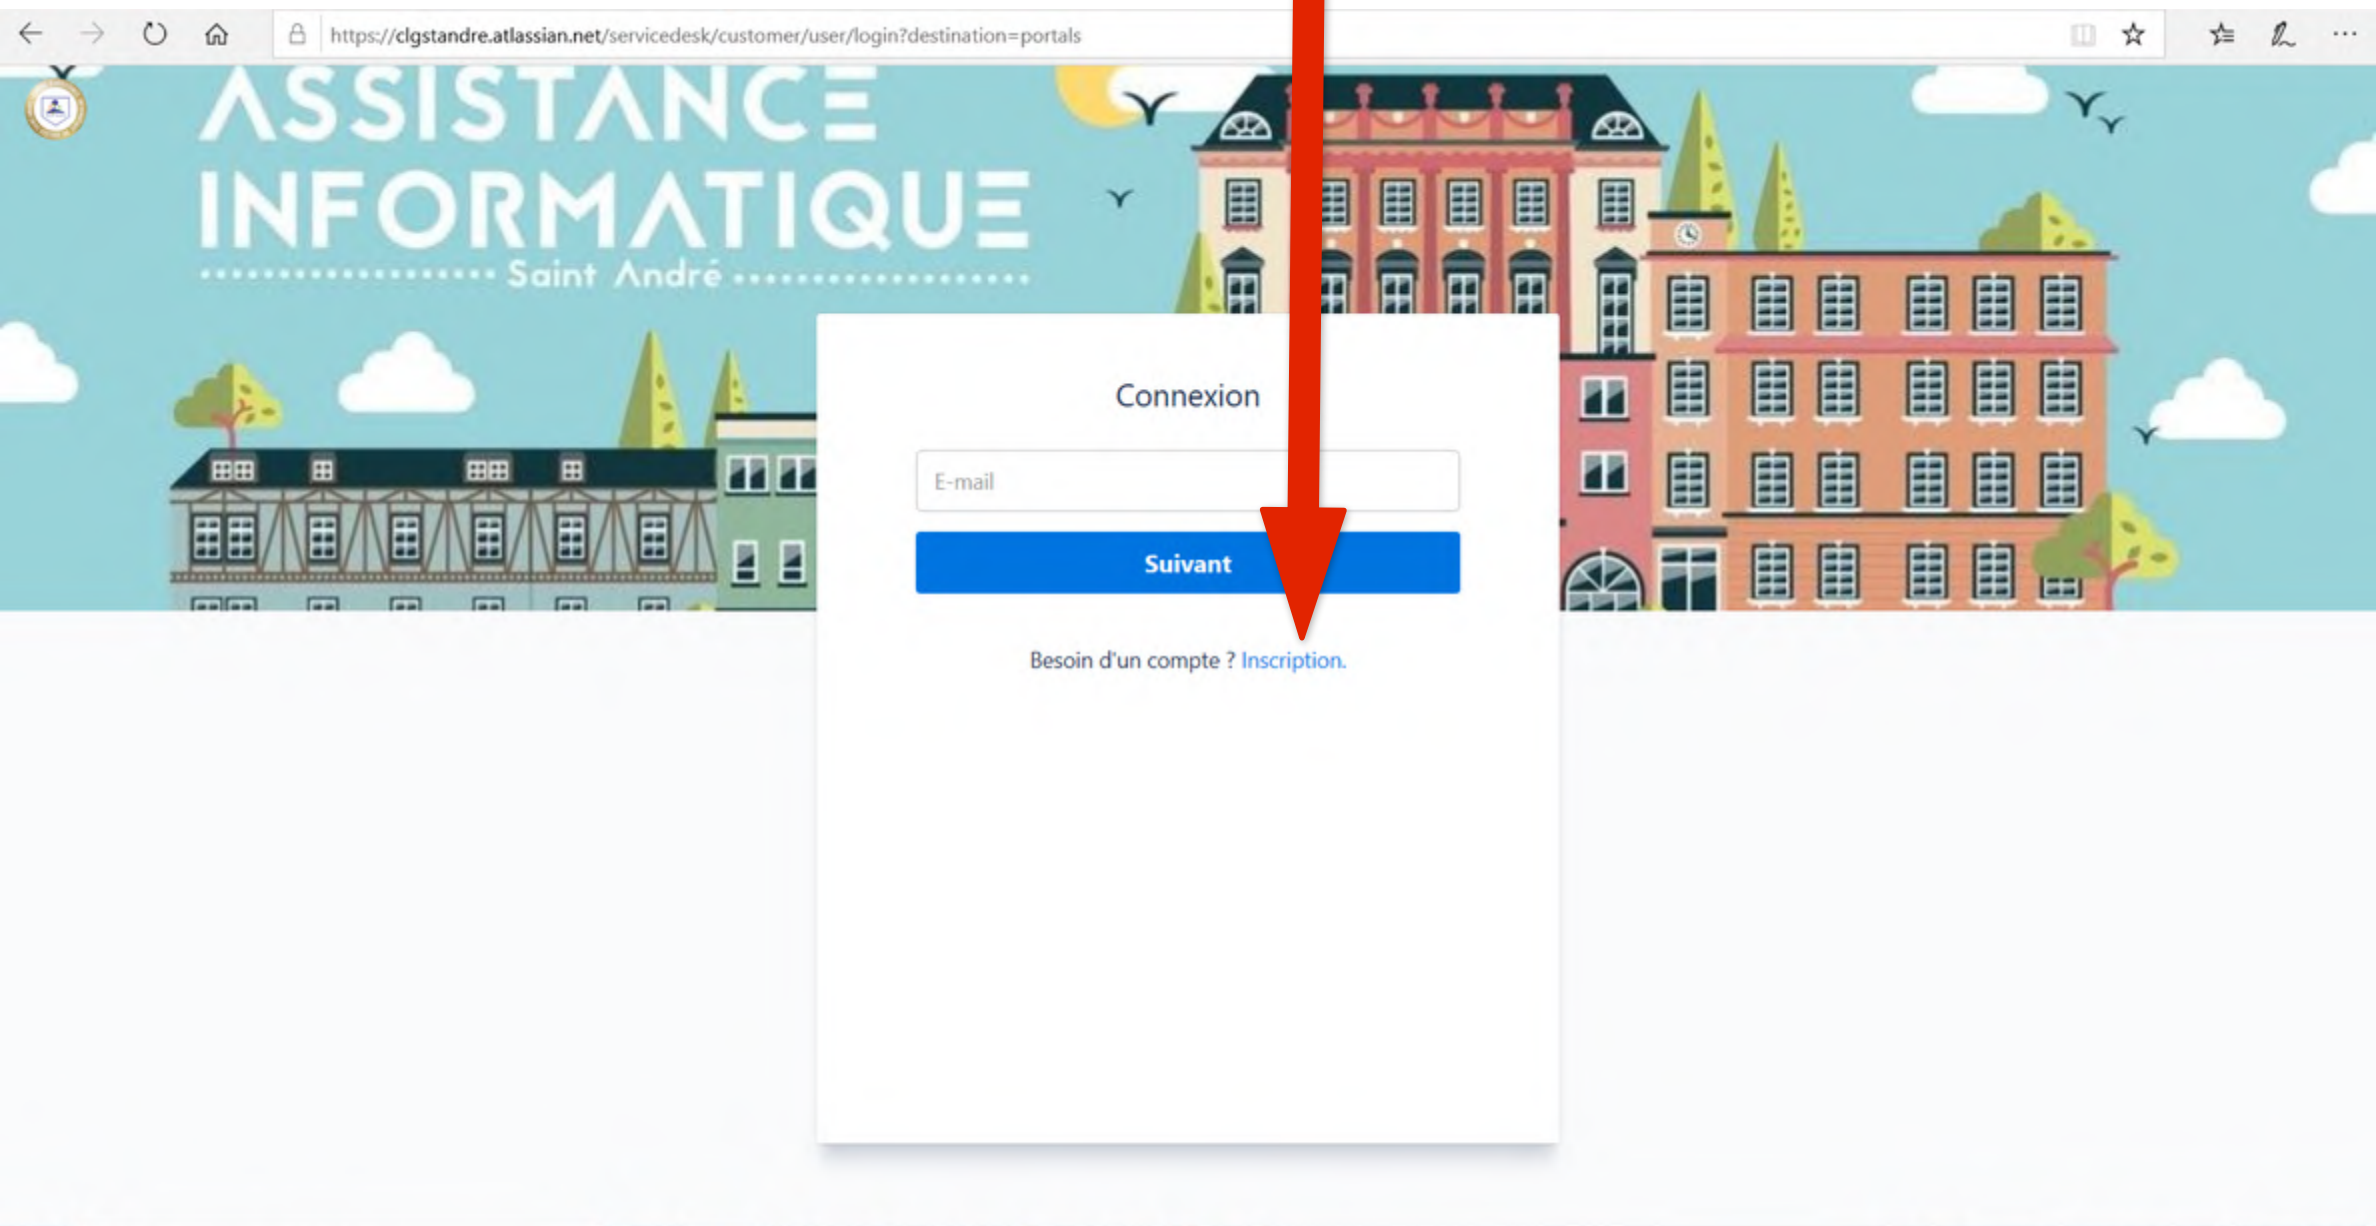 https://clgstandre.atlassian.net/servicedesk/customer/user/login?destination=portals
ASSISTANCE
INFORMATIQUE
Saint André
Connexion
E-mail
Suivant
Besoin d'un compte ? Inscription.